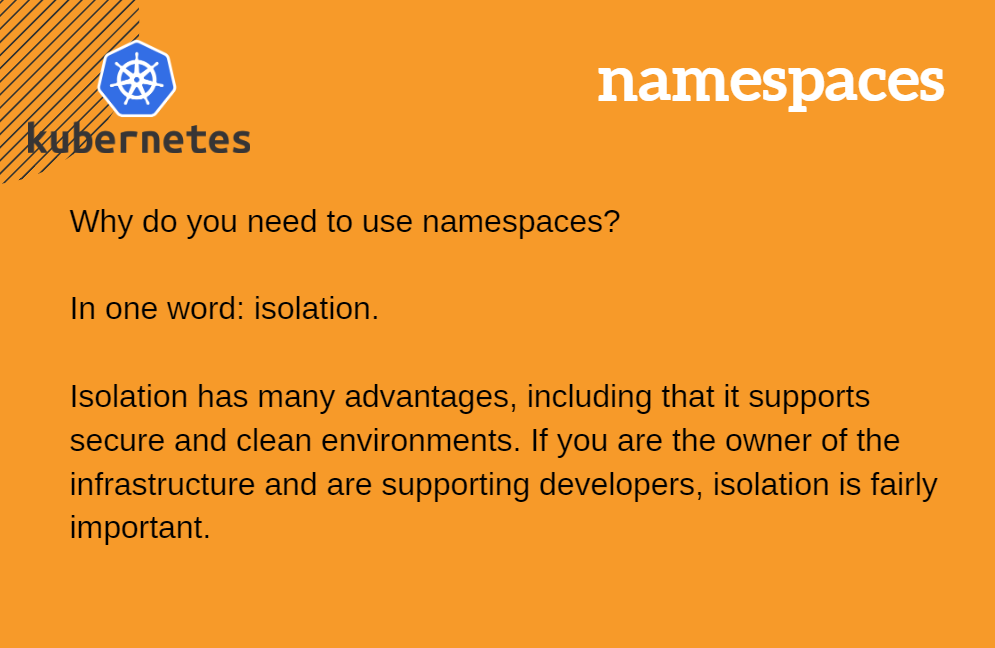 namespaces
kubernetes
Why do you need to use namespaces?
In one word: isolation.
Isolation has many advantages, including that it supports
secure and clean environments. If you are the owner of the
infrastructure and are supporting developers, isolation is fairly
important.